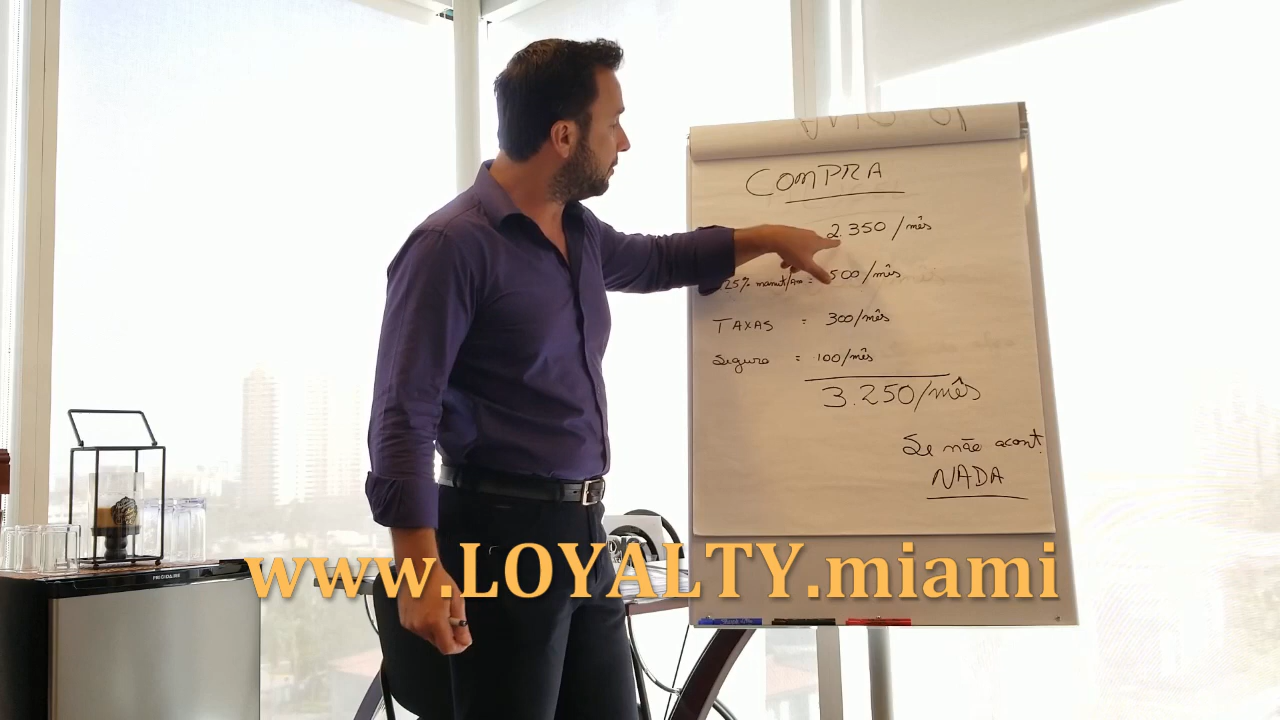 COMPRA
2.350/mês
25% manut/Am = 500/mês
TAXAS = 300/mês
Seguro = 100/mês
3.250/mês
Se não acont.
NADA
www.LOYALTY.miami
FRIGIDAIRE